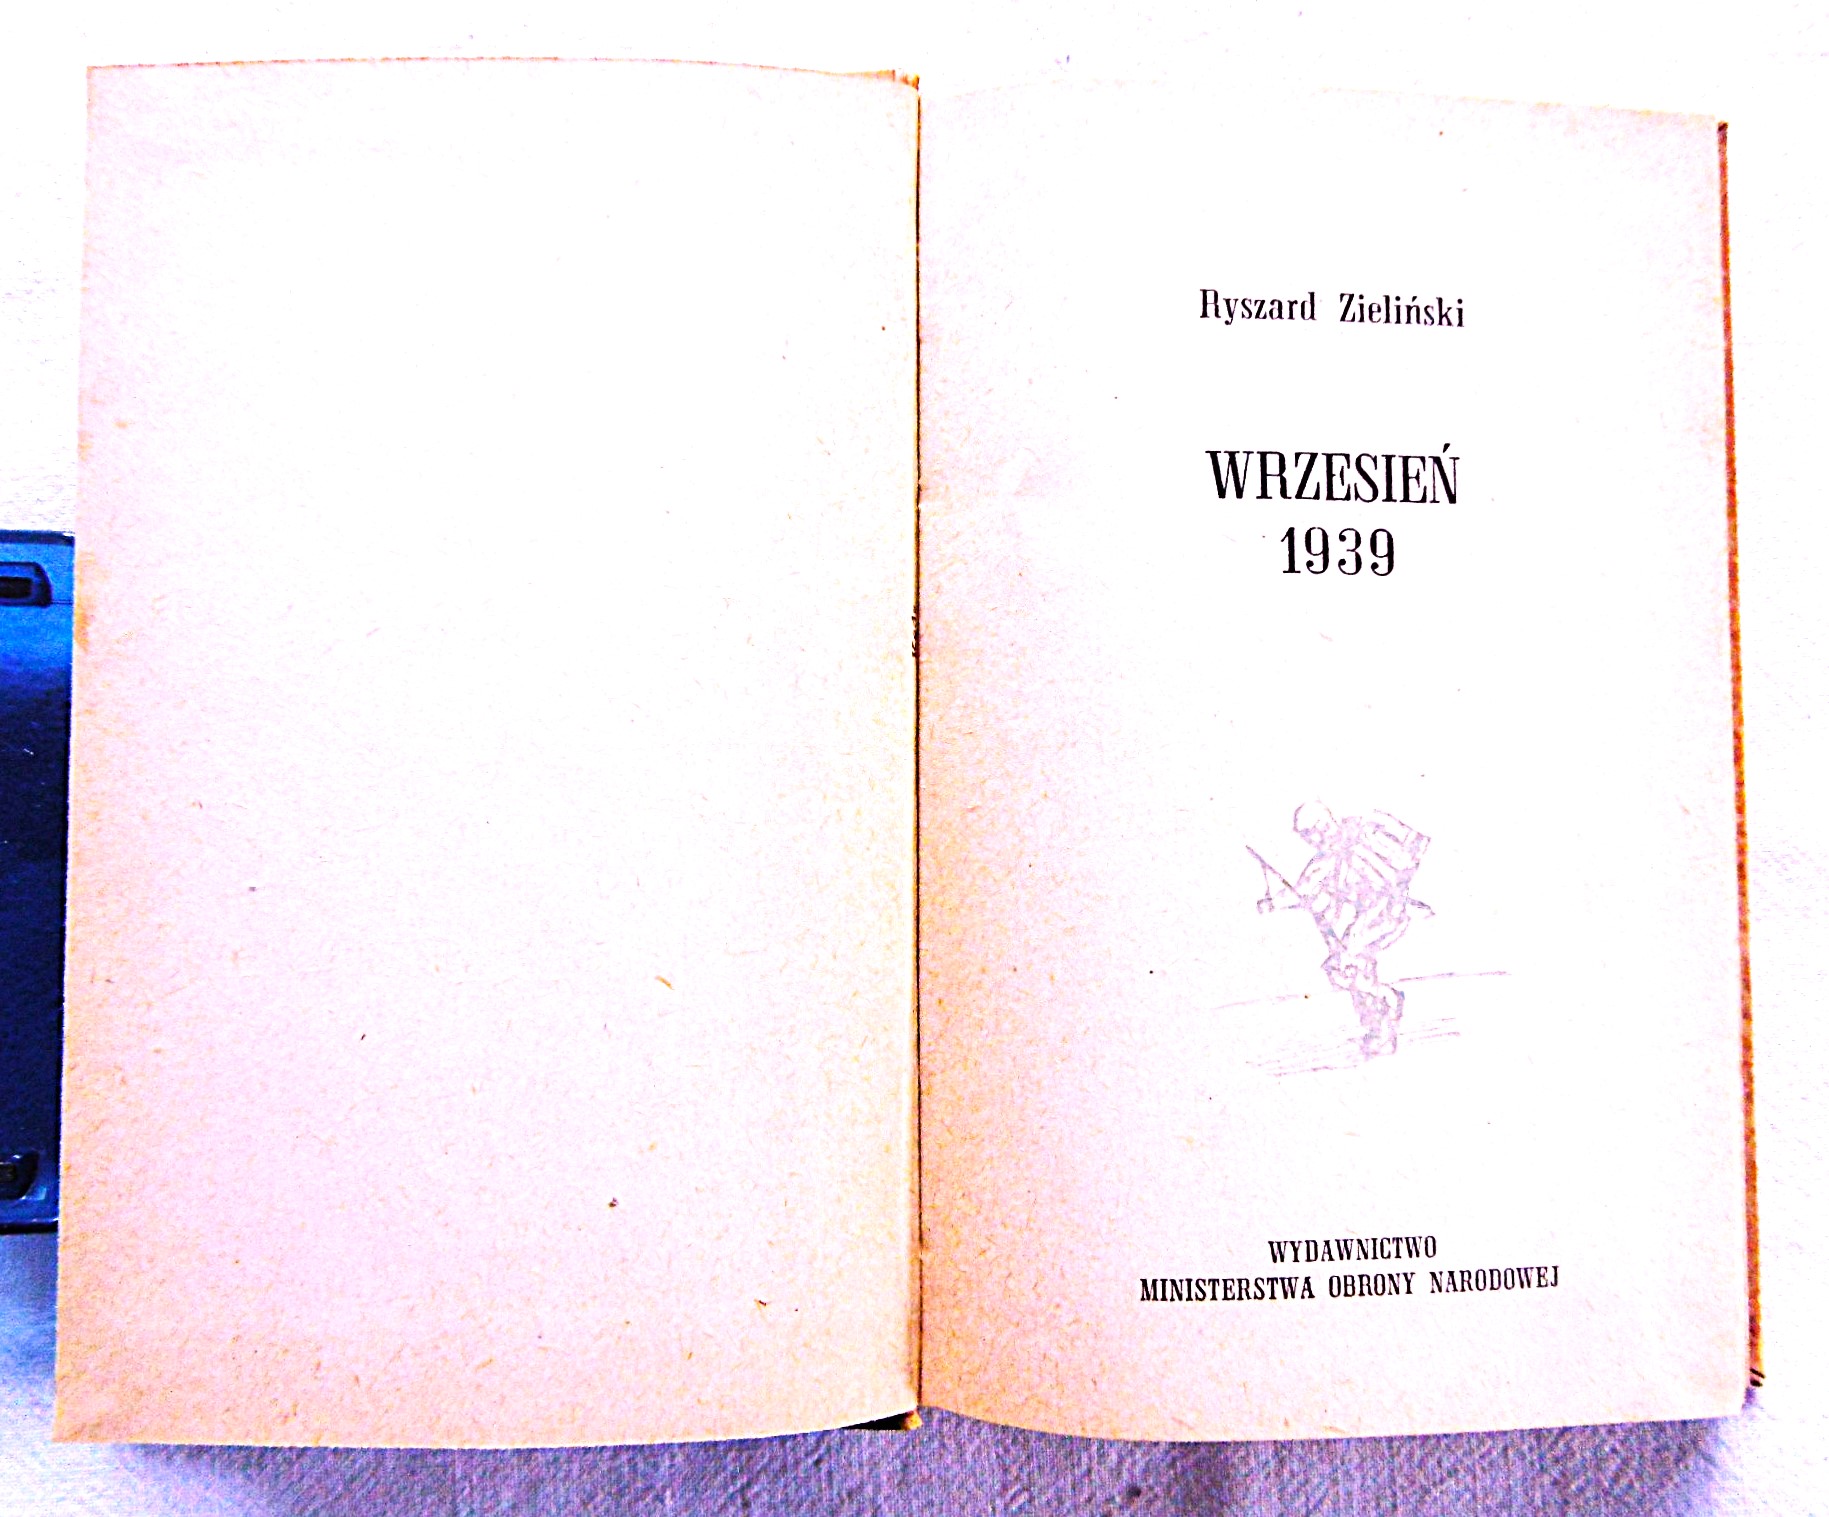 Ryszard Zieliński
WRZESIEŃ
1939
WYDAWNICTWO
MINISTERSTWA OBRONY NARODOWEJ